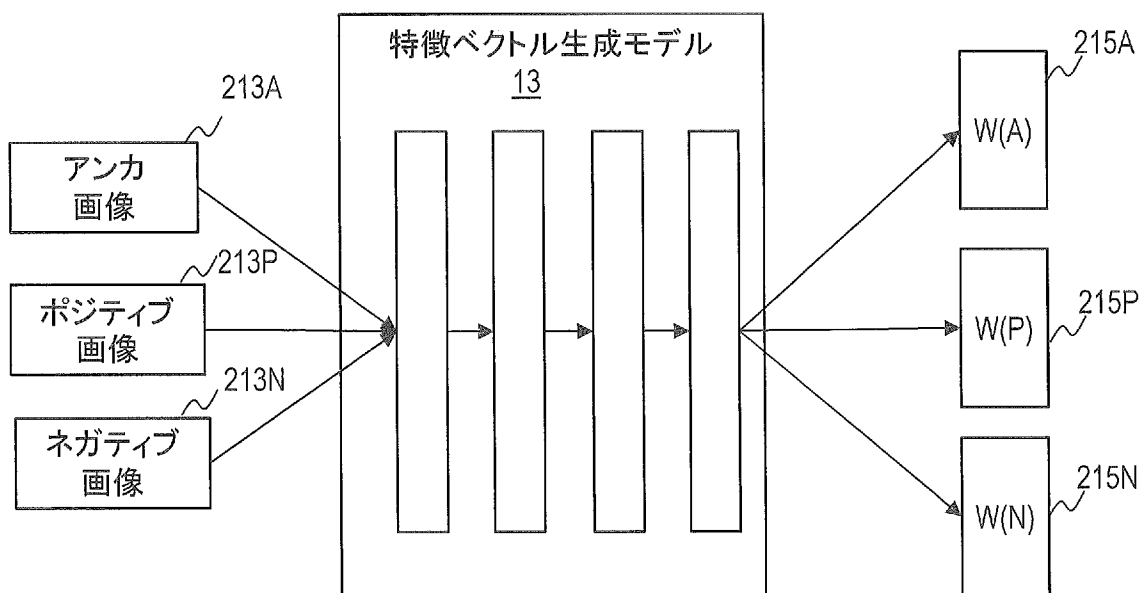 特徴ベクトル生成モデル
13
213A
アンカ
画像
213P
ポジティブ
画像
213N
ネガティブ
画像
215A
W(A)
215P
W(P)
215N
W(N)